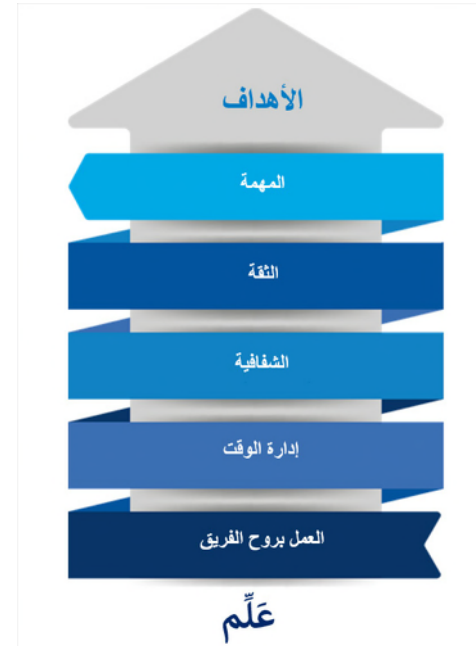 الأهداف
المهمة
الثقة
الشفافية
إدارة الوقت
العمل بروح الفريق
عَلِّم